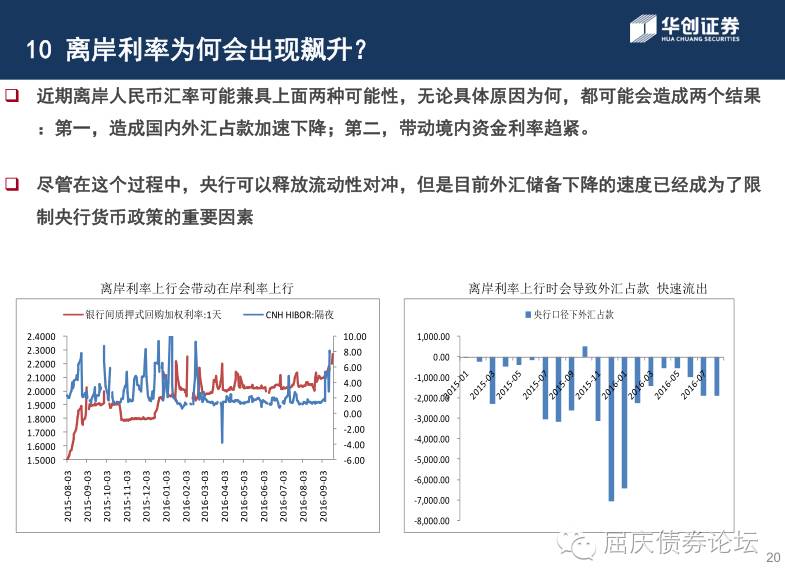 10 离岸利率为何会出现飙升？
华创证券
HUA CHUANG SECURITIES
近期离岸人民币汇率可能兼具上面两种可能性，无论具体原因为何，都可能会造成两个结果
：第一，造成国内外汇占款加速下降；第二，带动境内资金利率趋紧。
尽管在这个过程中，央行可以释放流动性对冲，但是目前外汇储备下降的速度已经成为了限
制央行货币政策的重要因素
离岸利率上行会带动在岸利率上行
银行间质押式回购加权利率:1天 CNH HIBOR:隔夜
2.4000 10.00
2.3000 8.00
2.2000 6.00
2.1000 4.00
2.0000 2.00
1.9000 0.00
1.8000 -2.00
1.7000 -4.00
1.6000 -6.00
1.5000
2015-08-03 2015-09-03 2015-10-03 2015-11-03 2015-12-03 2016-01-03 2016-02-03 2016-03-03 2016-04-03 2016-05-03 2016-06-03 2016-07-03 2016-08-03 2016-09-03
离岸利率上行时会导致外汇占款 快速流出
央行口径下外汇占款
1,000.00
0.00
-1,000.00
-2,000.00
-3,000.00
-4,000.00
-5,000.00
-6,000.00
-7,000.00
-8,000.00
2015-01 2015-03 2015-05 2015-07 2015-09 2015-11 2016-01 2016-03 2016-05 2016-07
屈庆债券论坛
20